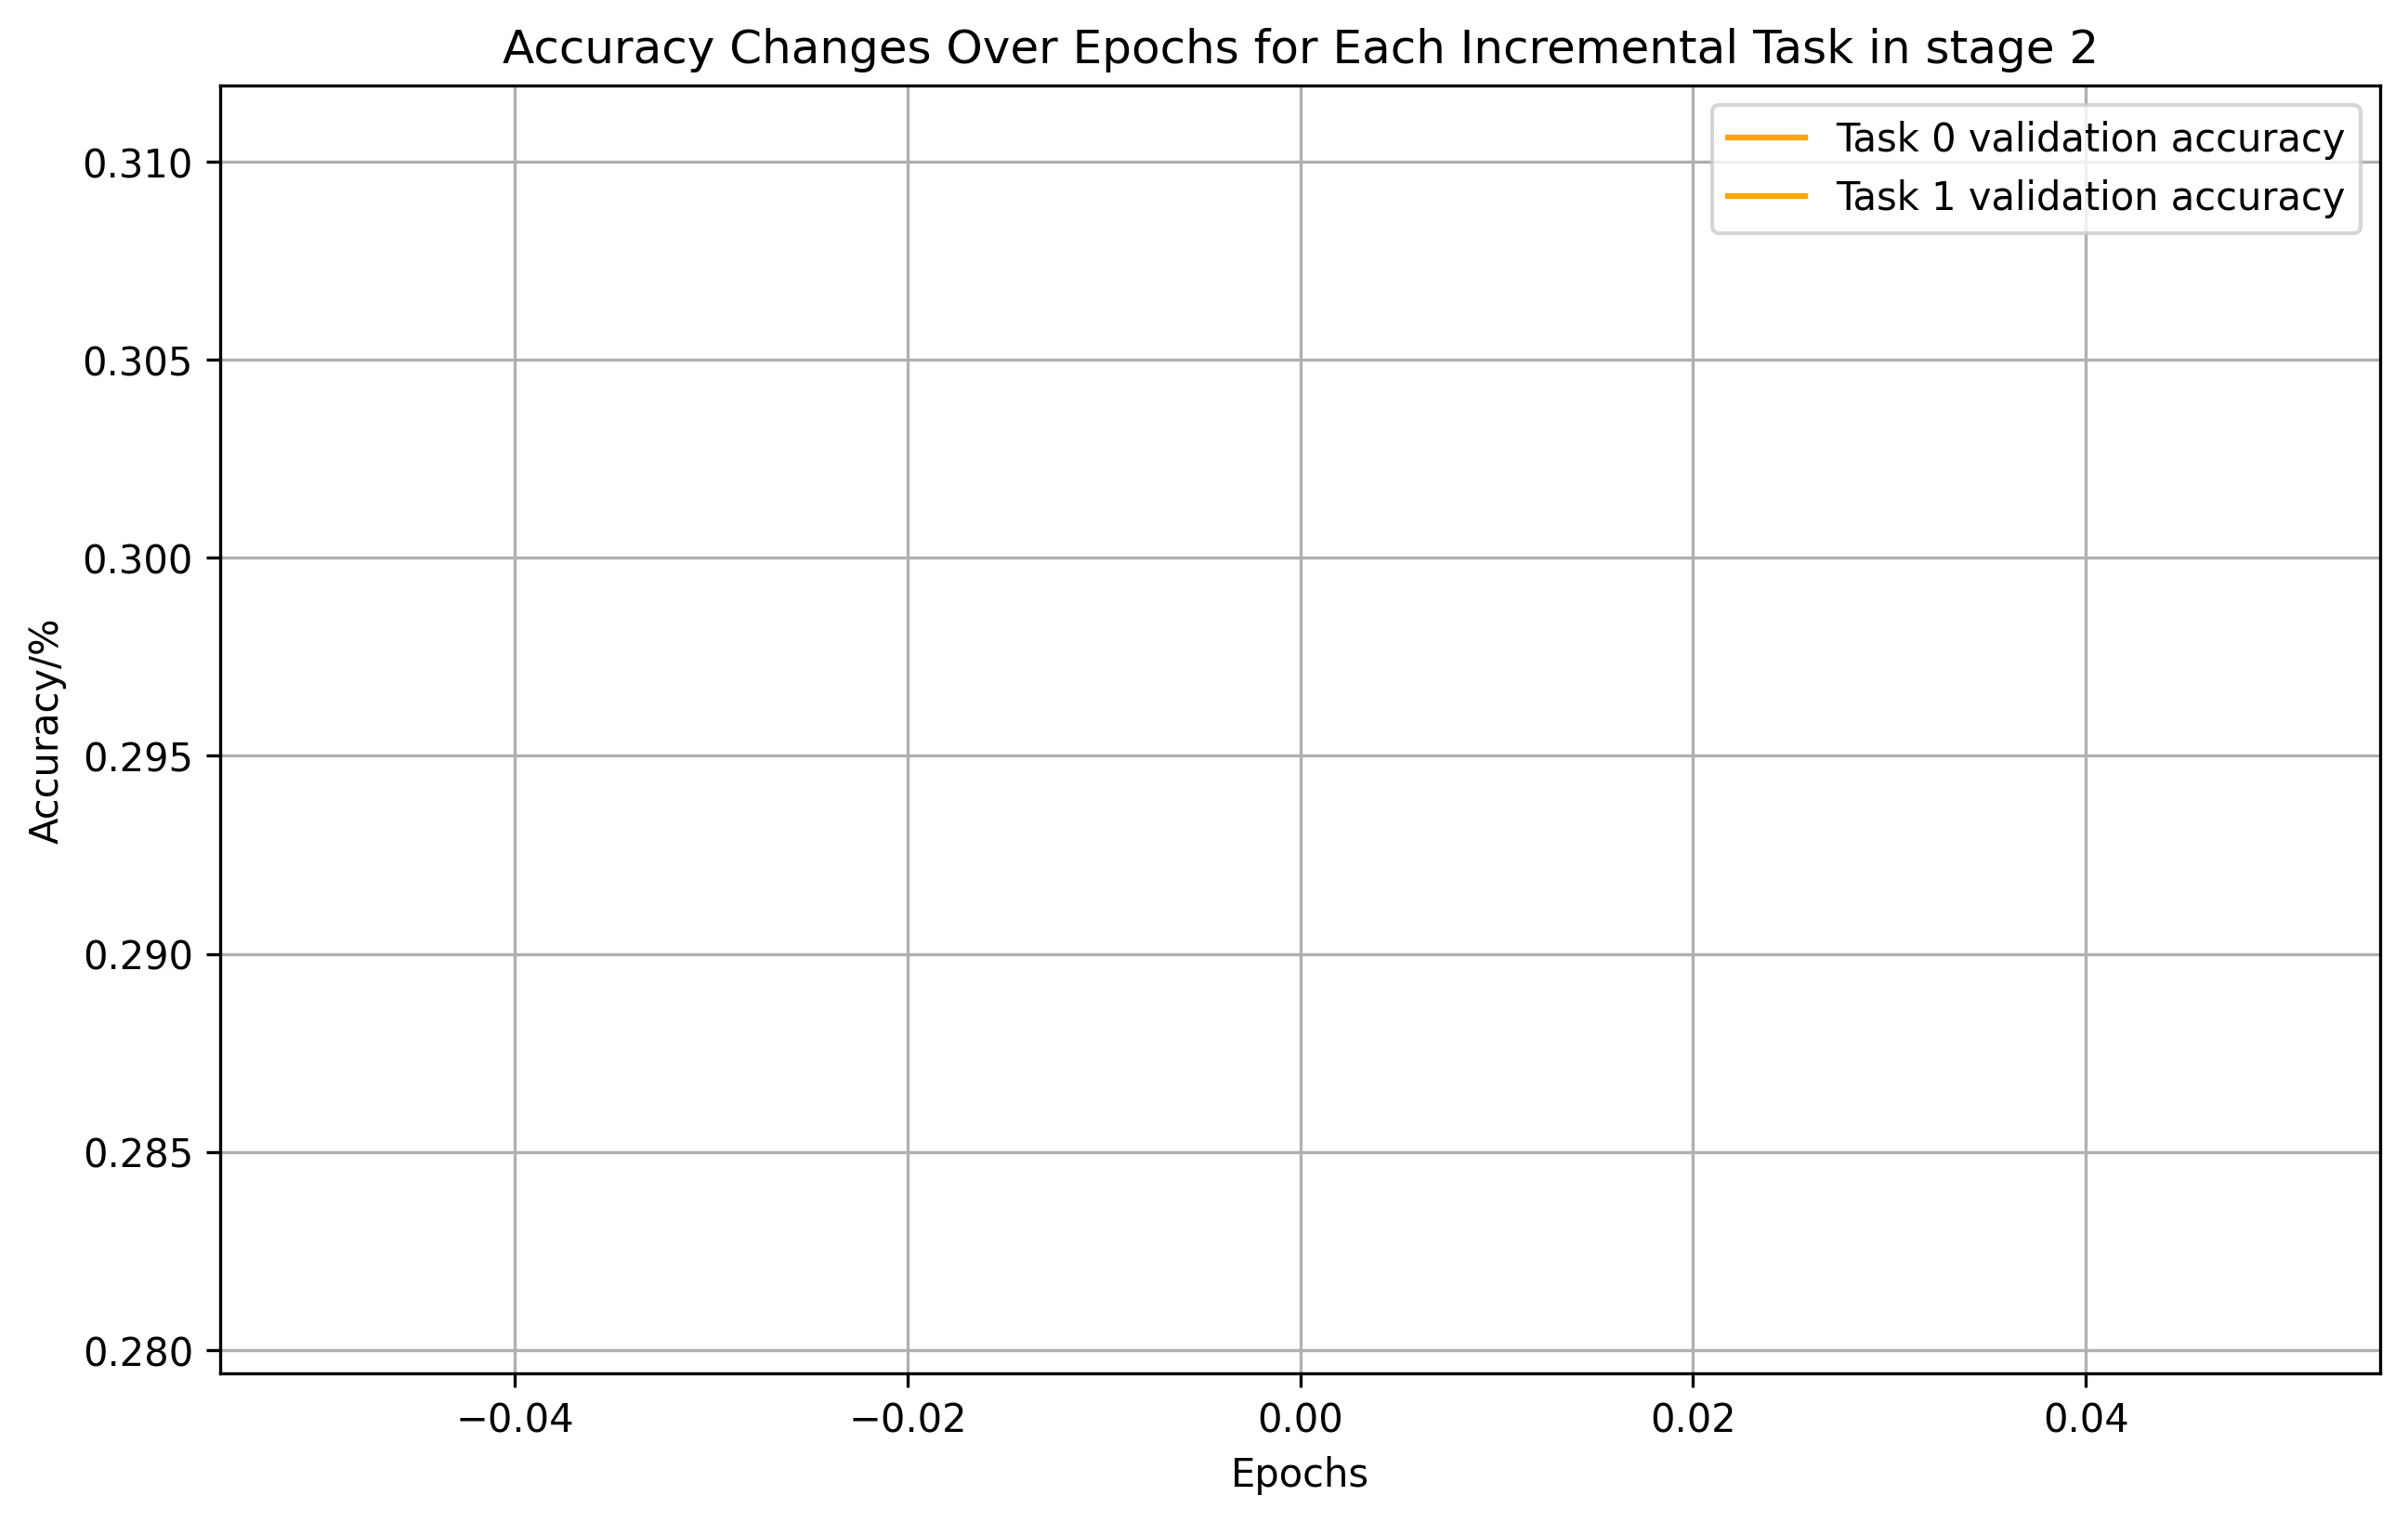 Accuracy Changes Over Epochs for Each Incremental Task in stage 2
Task 0 validation accuracy
Task 1 validation accuracy
0.310
0.305
0.300
0.295
0.290
0.285
0.280
Accuracy/%
−0.04
−0.02
0.00
0.02
0.04
Epochs